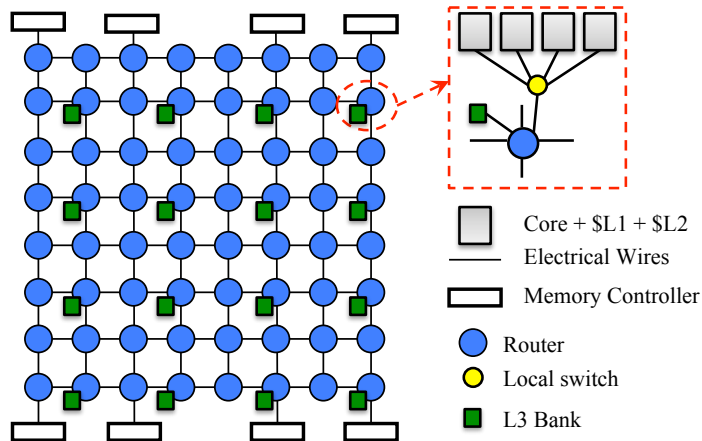 Core + $L1 + $L2
Electrical Wires
Memory Controller
Router
Local switch
L3 Bank